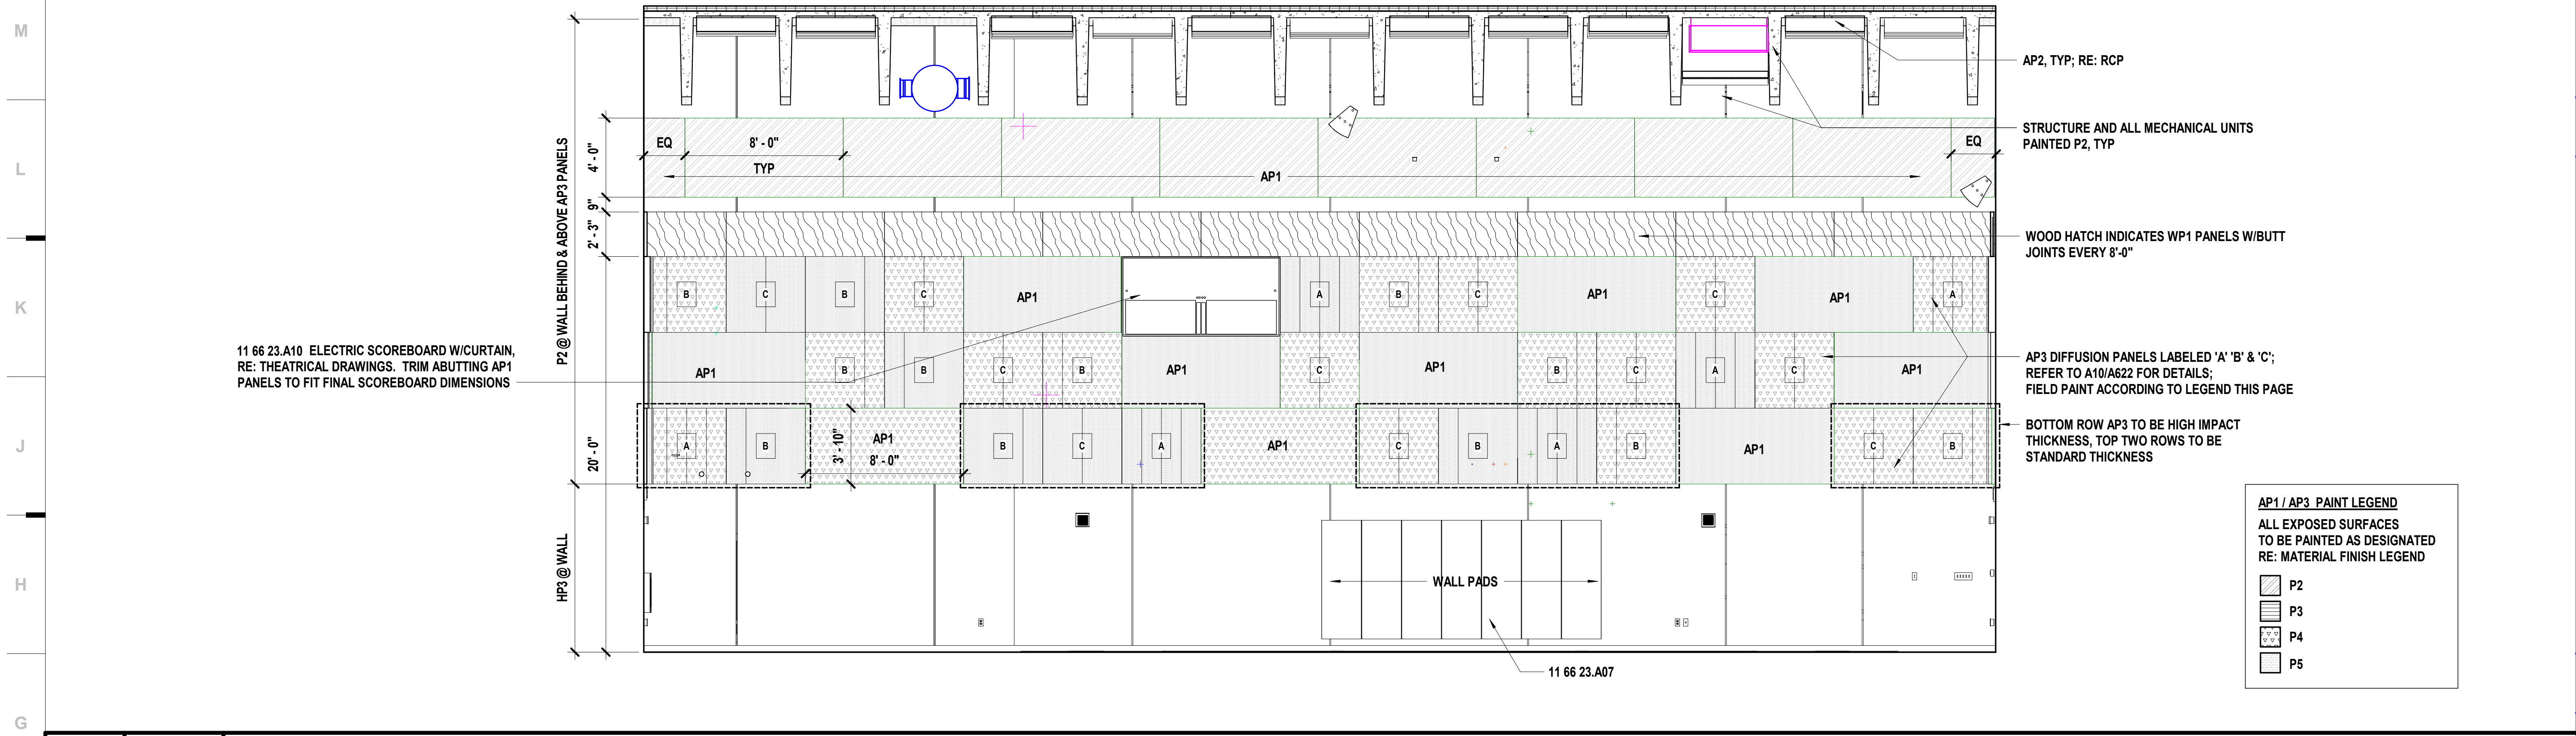 M
L
K
J
H
G
P2 @ WALL BEHIND & ABOVE AP3 PANELS
HP3 @ WALL
4' - 0"
9"
2' - 3"
20' - 0"
EQ
8' - 0"
TYP
AP1
EQ
B
C
B
C
AP1
A
B
C
AP1
C
AP1
A
AP1
B
B
C
B
AP1
C
AP1
B
C
A
C
AP1
A
B
3' - 10"
AP1
8' - 0"
B
C
A
AP1
C
B
A
B
AP1
C
B
WALL PADS
11 66 23.A07
11 66 23.A10 ELECTRIC SCOREBOARD W/CURTAIN,
RE: THEATRICAL DRAWINGS. TRIM ABUTTING AP1
PANELS TO FIT FINAL SCOREBOARD DIMENSIONS
AP2, TYP; RE: RCP
STRUCTURE AND ALL MECHANICAL UNITS
PAINTED P2, TYP
WOOD HATCH INDICATES WP1 PANELS W/BUTT
JOINTS EVERY 8'-0"
AP3 DIFFUSION PANELS LABELED 'A' 'B' & 'C';
REFER TO A10/A622 FOR DETAILS;
FIELD PAINT ACCORDING TO LEGEND THIS PAGE
BOTTOM ROW AP3 TO BE HIGH IMPACT
THICKNESS, TOP TWO ROWS TO BE
STANDARD THICKNESS
AP1 / AP3 PAINT LEGEND
ALL EXPOSED SURFACES
TO BE PAINTED AS DESIGNATED
RE: MATERIAL FINISH LEGEND
P2
P3
P4
P5